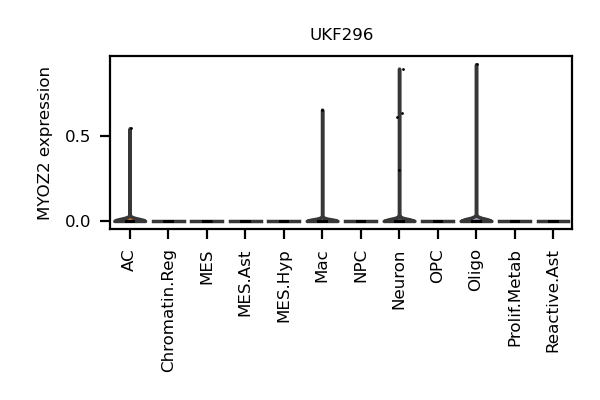 UKF296
MYOZ2 expression
0.5
0.0
AC
Chromatin.Reg
MES
MES.Ast
MES.Hyp
Mac
NPC
Neuron
OPC
Oligo
Prolif.Metab
Reactive.Ast